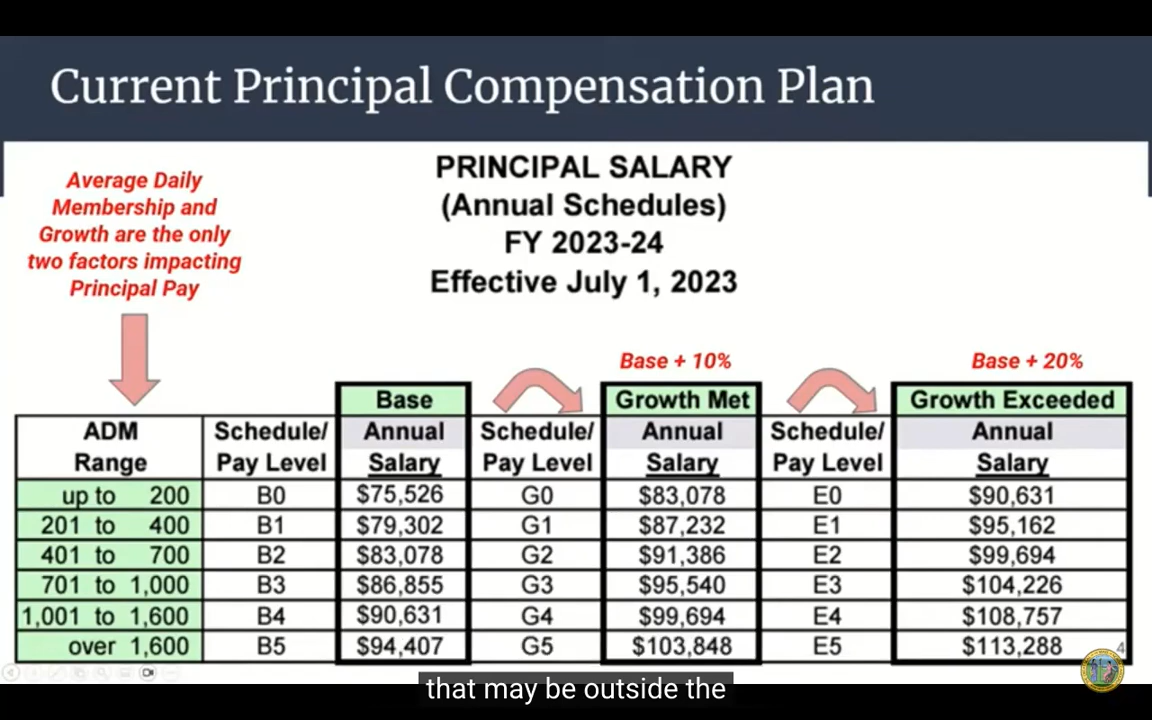 Current Principal Compensation Plan
Average Daily
Membership and
Growth are the only
two factors impacting
Principal Pay
PRINCIPAL SALARY
(Annual Schedules)
FY 2023-24
Effective July 1, 2023
Base + 10%
Base + 20%
Base
Growth Met
Growth Exceeded
ADM Range
Schedule/ Pay Level
Annual Salary
Schedule/ Pay Level
Annual Salary
Schedule/ Pay Level
Annual Salary
up to 200 B0 $75,526 G0 $83,078 E0 $90,631
201 to 400 B1 $79,302 G1 $87,232 E1 $95,162
401 to 700 B2 $83,078 G2 $91,386 E2 $99,694
701 to 1,000 B3 $86,855 G3 $95,540 E3 $104,226
1,001 to 1,600 B4 $90,631 G4 $99,694 E4 $108,757
over 1,600 B5 $94,407 G5 $103,848 E5 $113,288
4
that may be outside the